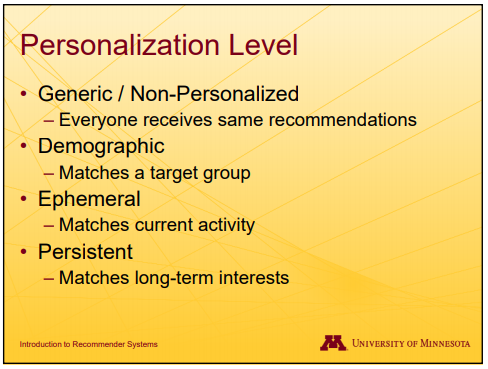 Personalization Level
• Generic / Non-Personalized
– Everyone receives same recommendations
• Demographic
– Matches a target group
• Ephemeral
– Matches current activity
• Persistent
– Matches long-term interests
Introduction to Recommender Systems
M UNIVERSITY OF MINNESOTA